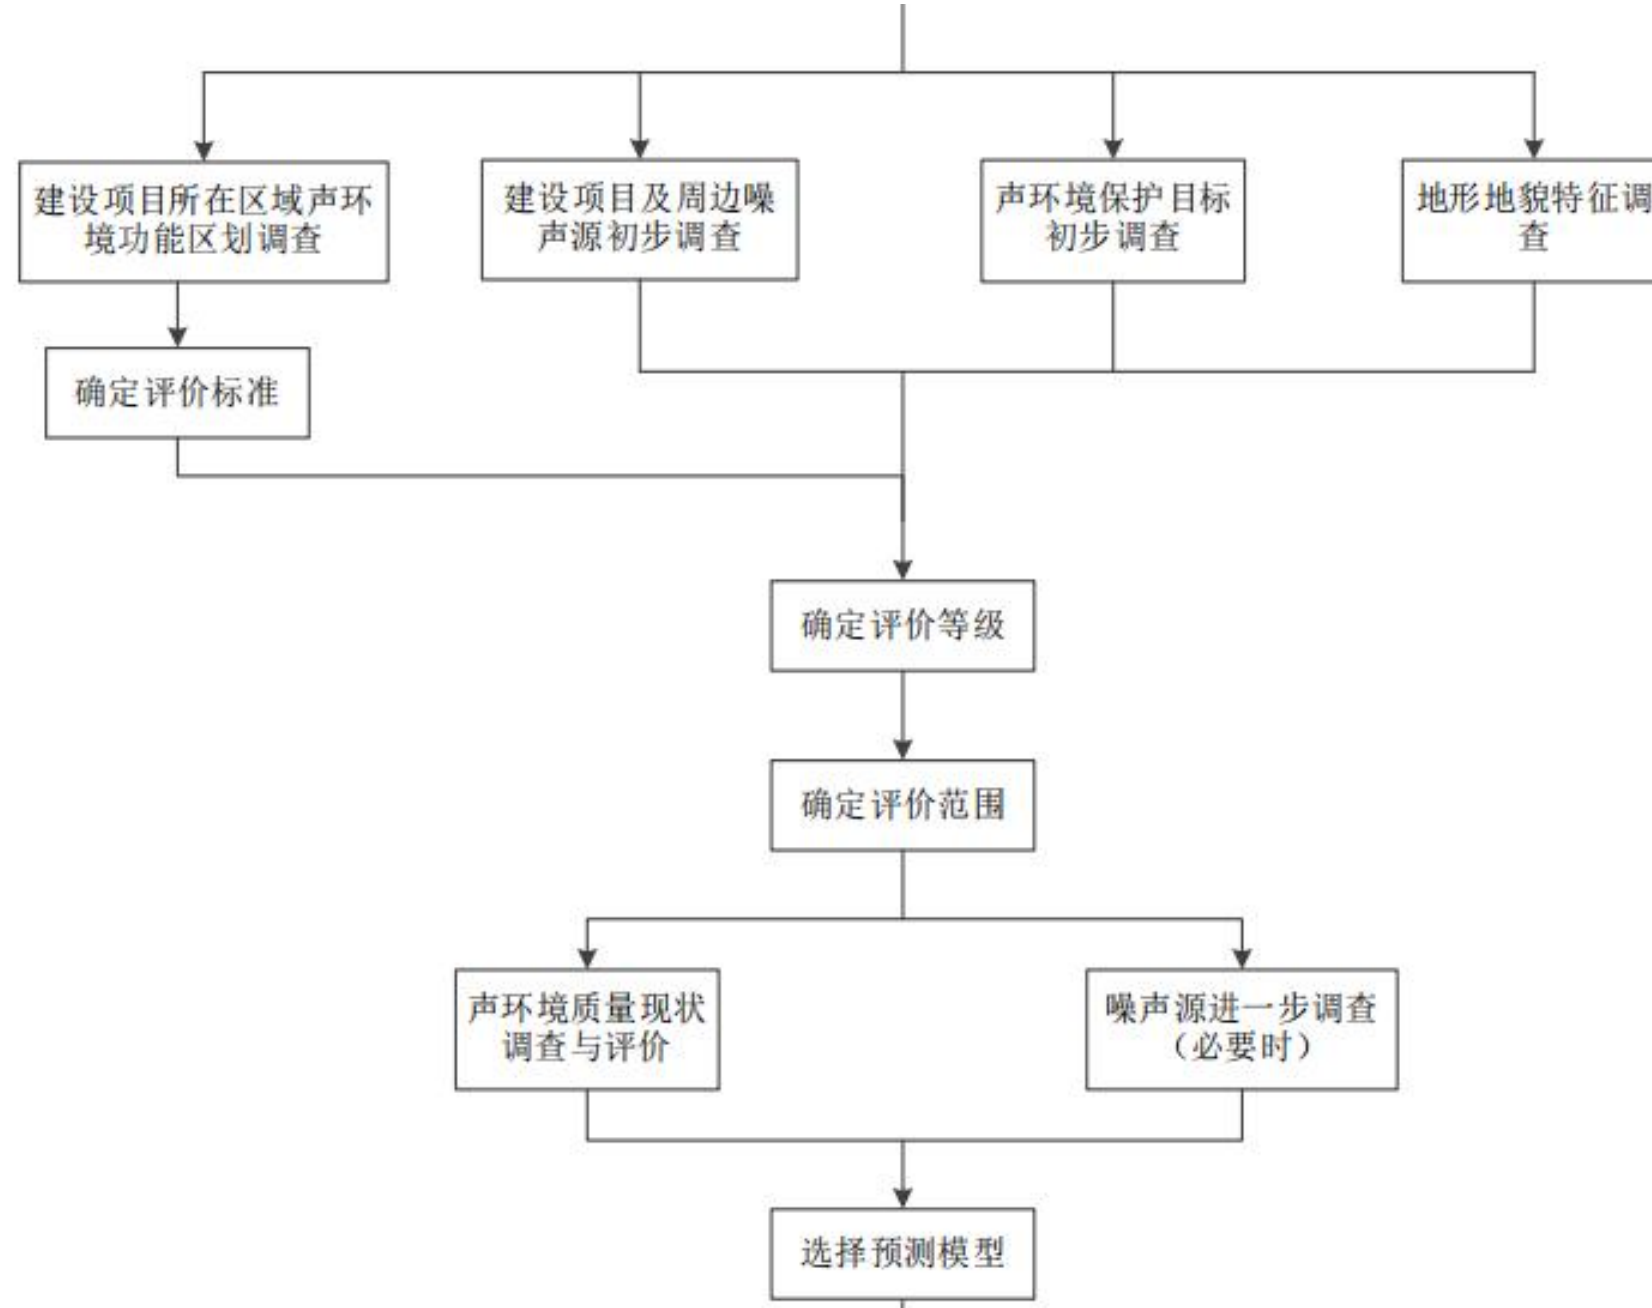 建设项目所在区域声环
境功能区划调查
建设项目及周边噪
声源初步调查
声环境保护目标
初步调查
地形地貌特征调
查
确定评价标准
确定评价等级
确定评价范围
声环境质量现状
调查与评价
噪声源进一步调查
（必要时）
选择预测模型